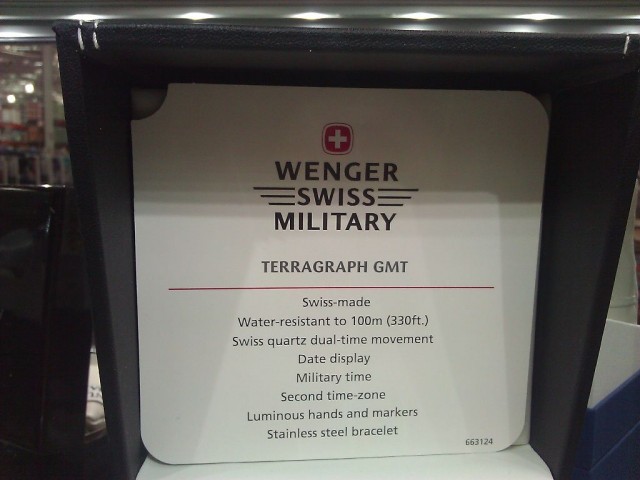 WENGER
SWISS
MILITARY
TERRAGRAPH GMT
Swiss-made
Water-resistant to 100m (330ft.)
Swiss quartz dual-time movement
Date display
Military time
Second time-zone
Luminous hands and markers
Stainless steel bracelet
663124